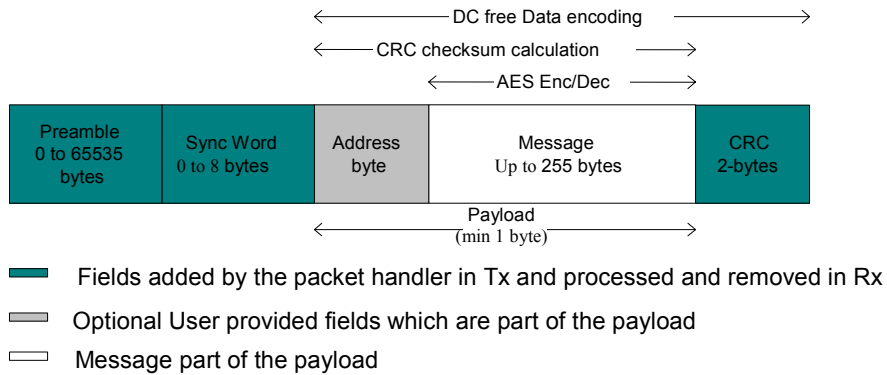 DC free Data encoding
CRC checksum calculation
AES Enc/Dec
Preamble
0 to 65535
bytes
Sync Word
0 to 8 bytes
Address
byte
Message
Up to 255 bytes
CRC
2-bytes
Payload
(min 1 byte)
Fields added by the packet handler in Tx and processed and removed in Rx
Optional User provided fields which are part of the payload
Message part of the payload